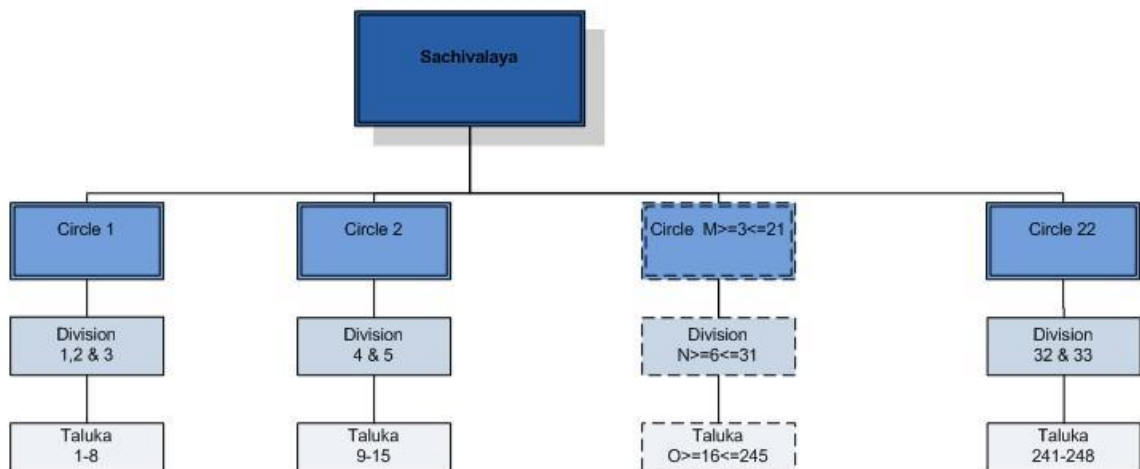 Sachivalaya
Circle 1
Circle 2
Circle M>=3<=21
Circle 22
Division
1,2 & 3
Division
4 & 5
Division
N>=6<=31
Division
32 & 33
Taluka
1-8
Taluka
9-15
Taluka
O>=16<=245
Taluka
241-248